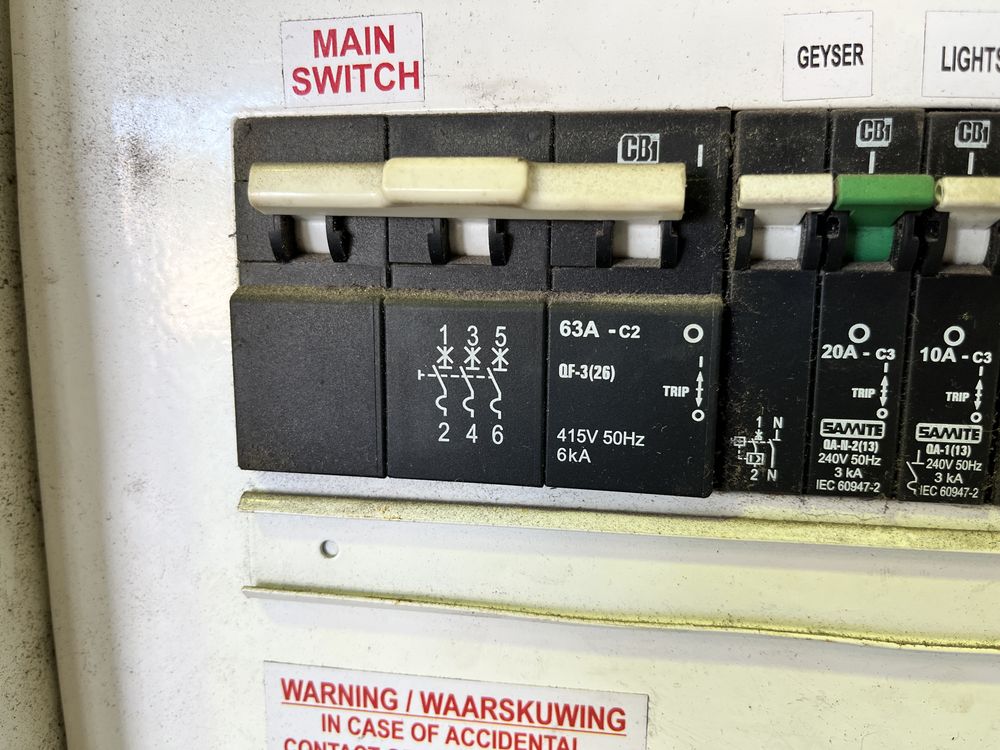 MAIN
SWITCH
GEYSER
LIGHTS
CBI
I
CBI
I
CBI
I
1 3 5
2 4 6
63A - C2
QF-3(26)
O
I
TRIP
O
415V 50Hz
6kA
1 N
2 N
O
20A - C3
I
TRIP
O
SAMITE
QA-N-2(13)
240V 50Hz
3 kA
IEC 60947-2
O
10A - C3
I
TRIP
O
SAMITE
QA-1(13)
240V 50Hz
3 kA
IEC 60947-2
WARNING / WAARSKUWING
IN CASE OF ACCIDENTAL
CONTACT